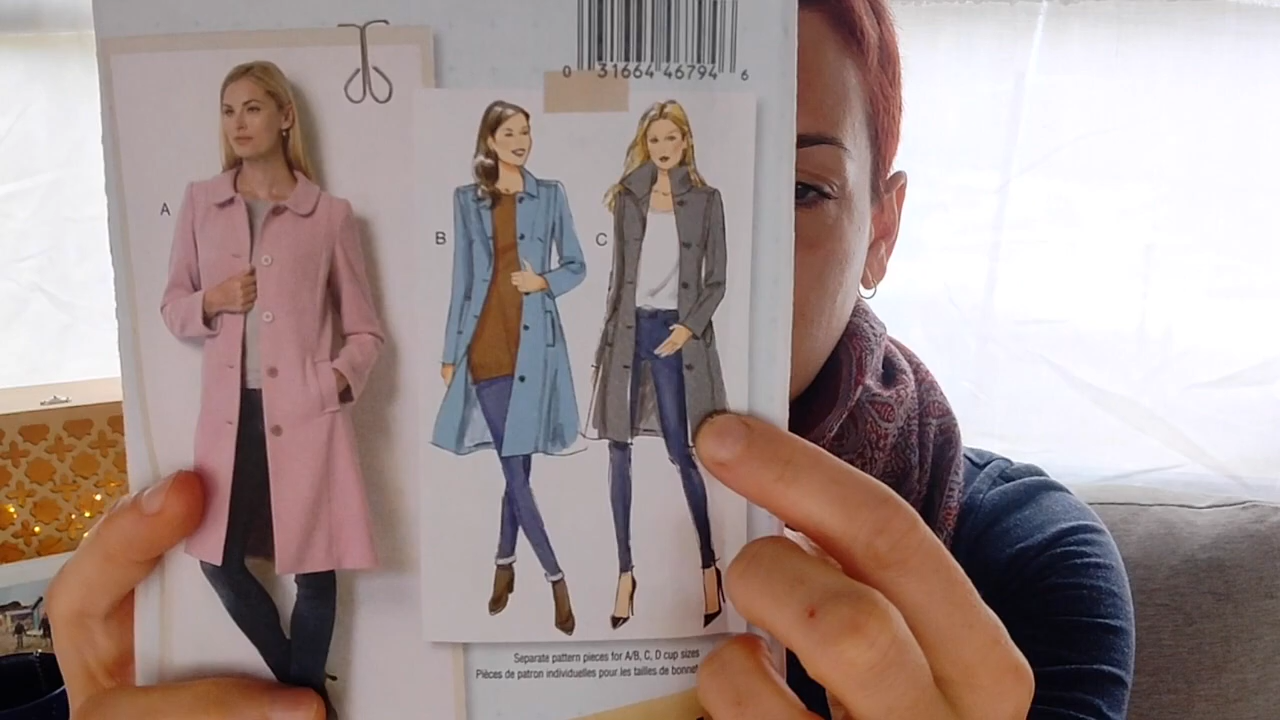 0 31664 46794 6
A
B
C
Separate pattern pieces for A/B, C, D cup sizes
Pièces de patron individuelles pour les tailles de bonnet